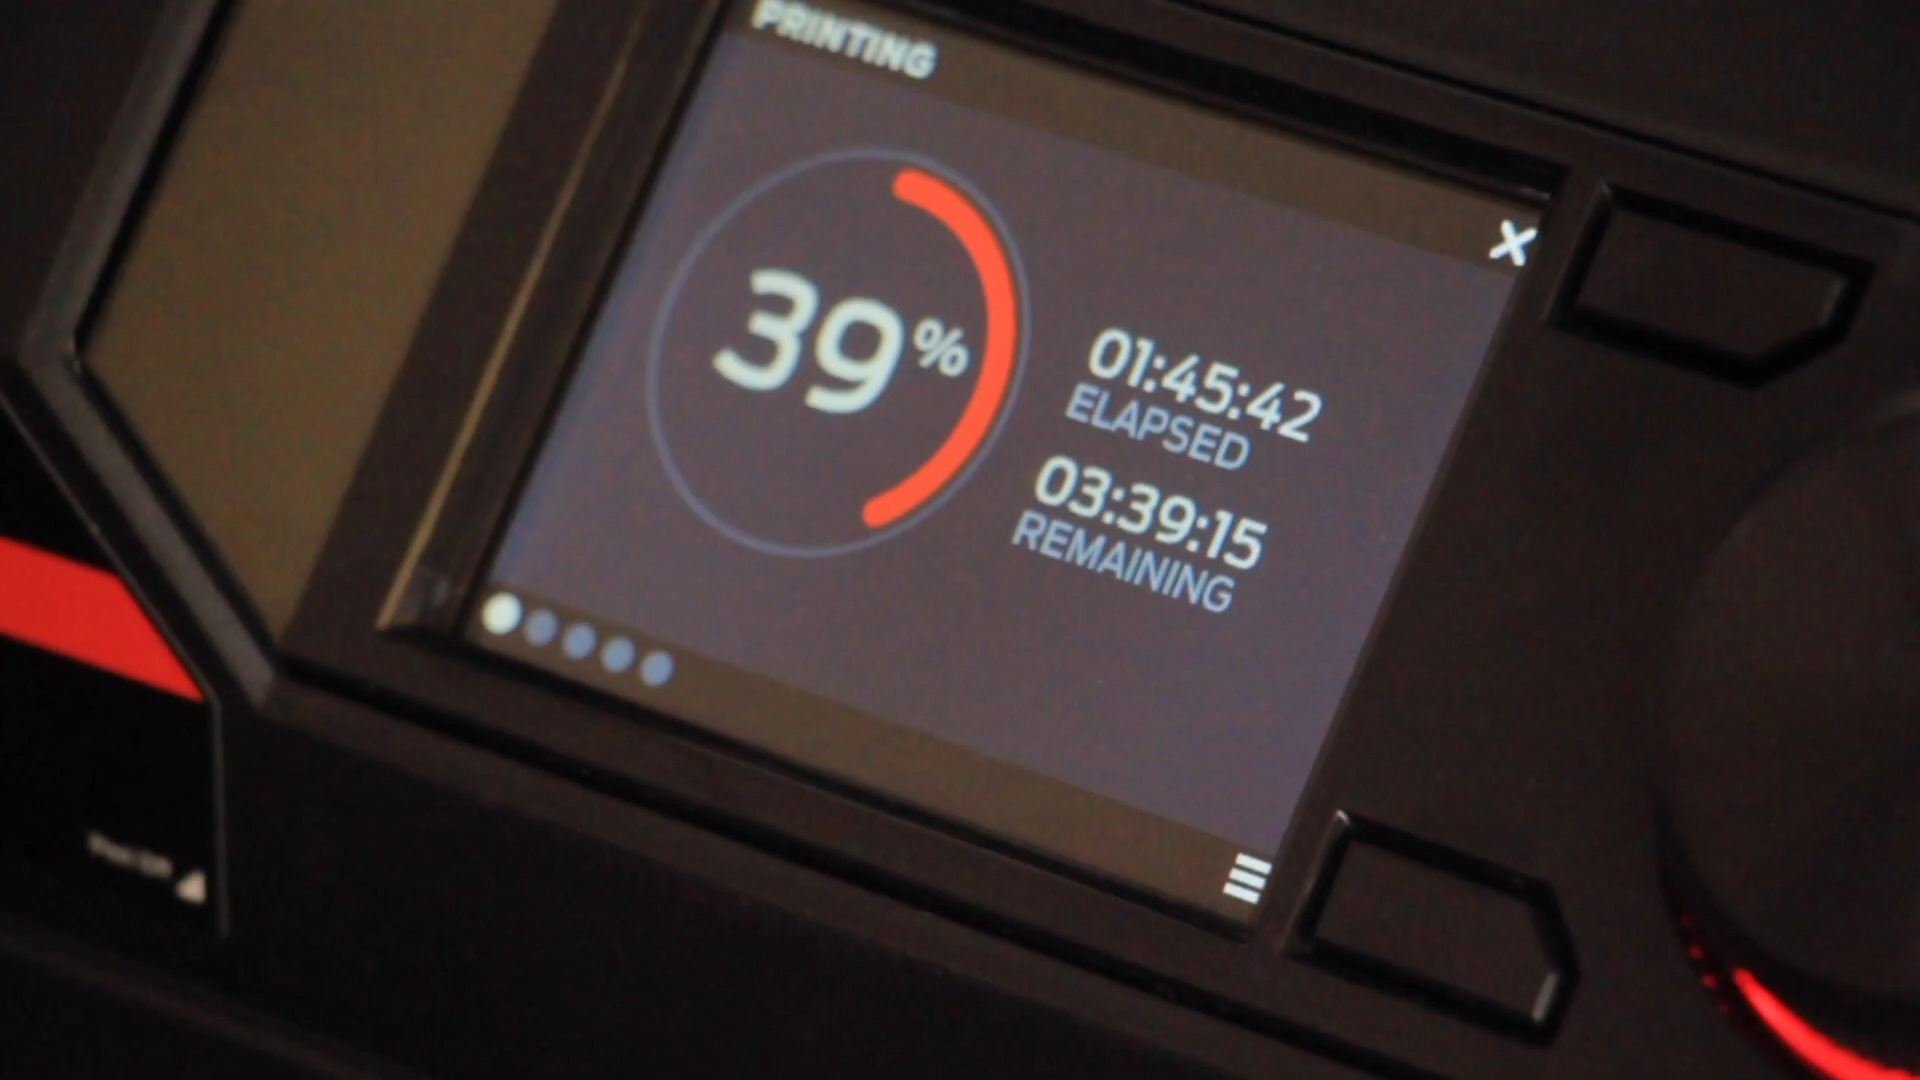 PRINTING
39%
01:45:42
ELAPSED
03:39:15
REMAINING